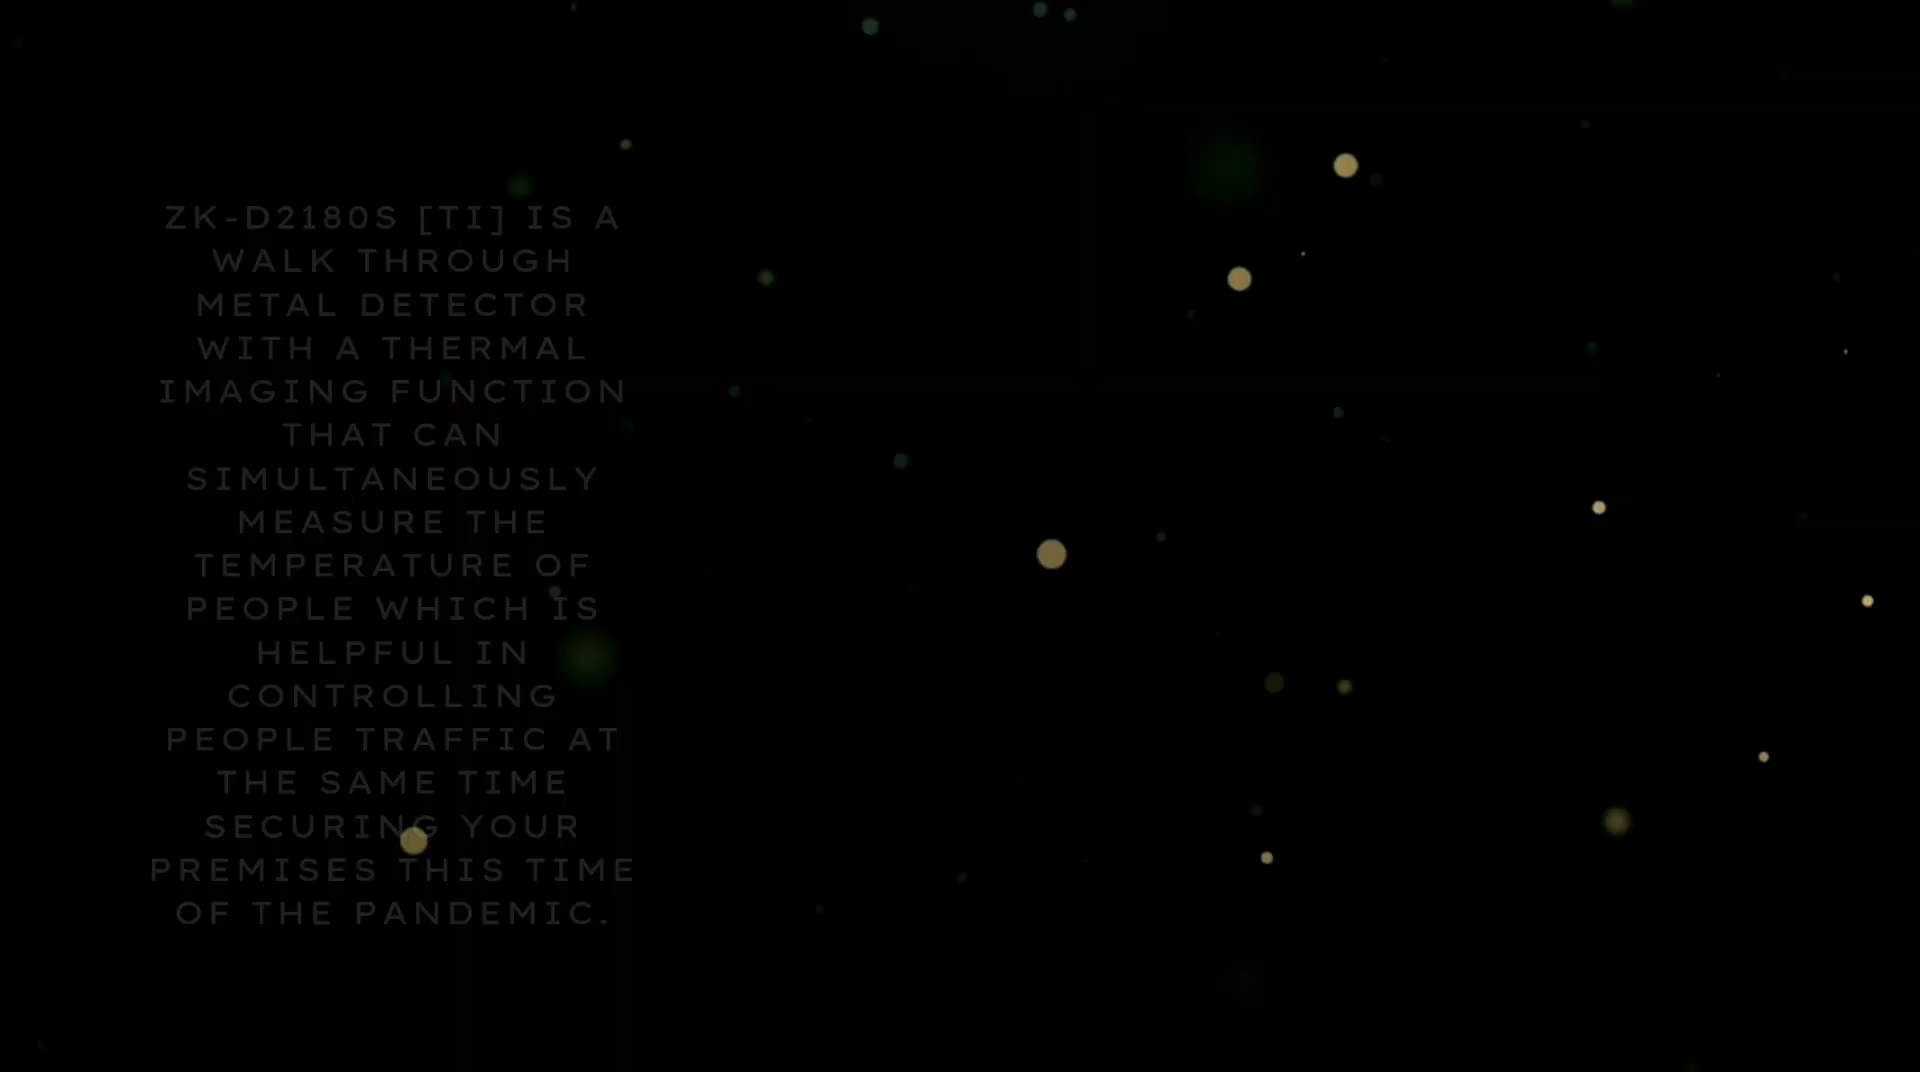 ZK-D2180S [TI] IS A
WALK THROUGH
METAL DETECTOR
WITH A THERMAL
IMAGING FUNCTION
THAT CAN
SIMULTANEOUSLY
MEASURE THE
TEMPERATURE OF
PEOPLE WHICH IS
HELPFUL IN
CONTROLLING
PEOPLE TRAFFIC AT
THE SAME TIME
SECURING YOUR
PREMISES THIS TIME
OF THE PANDEMIC.